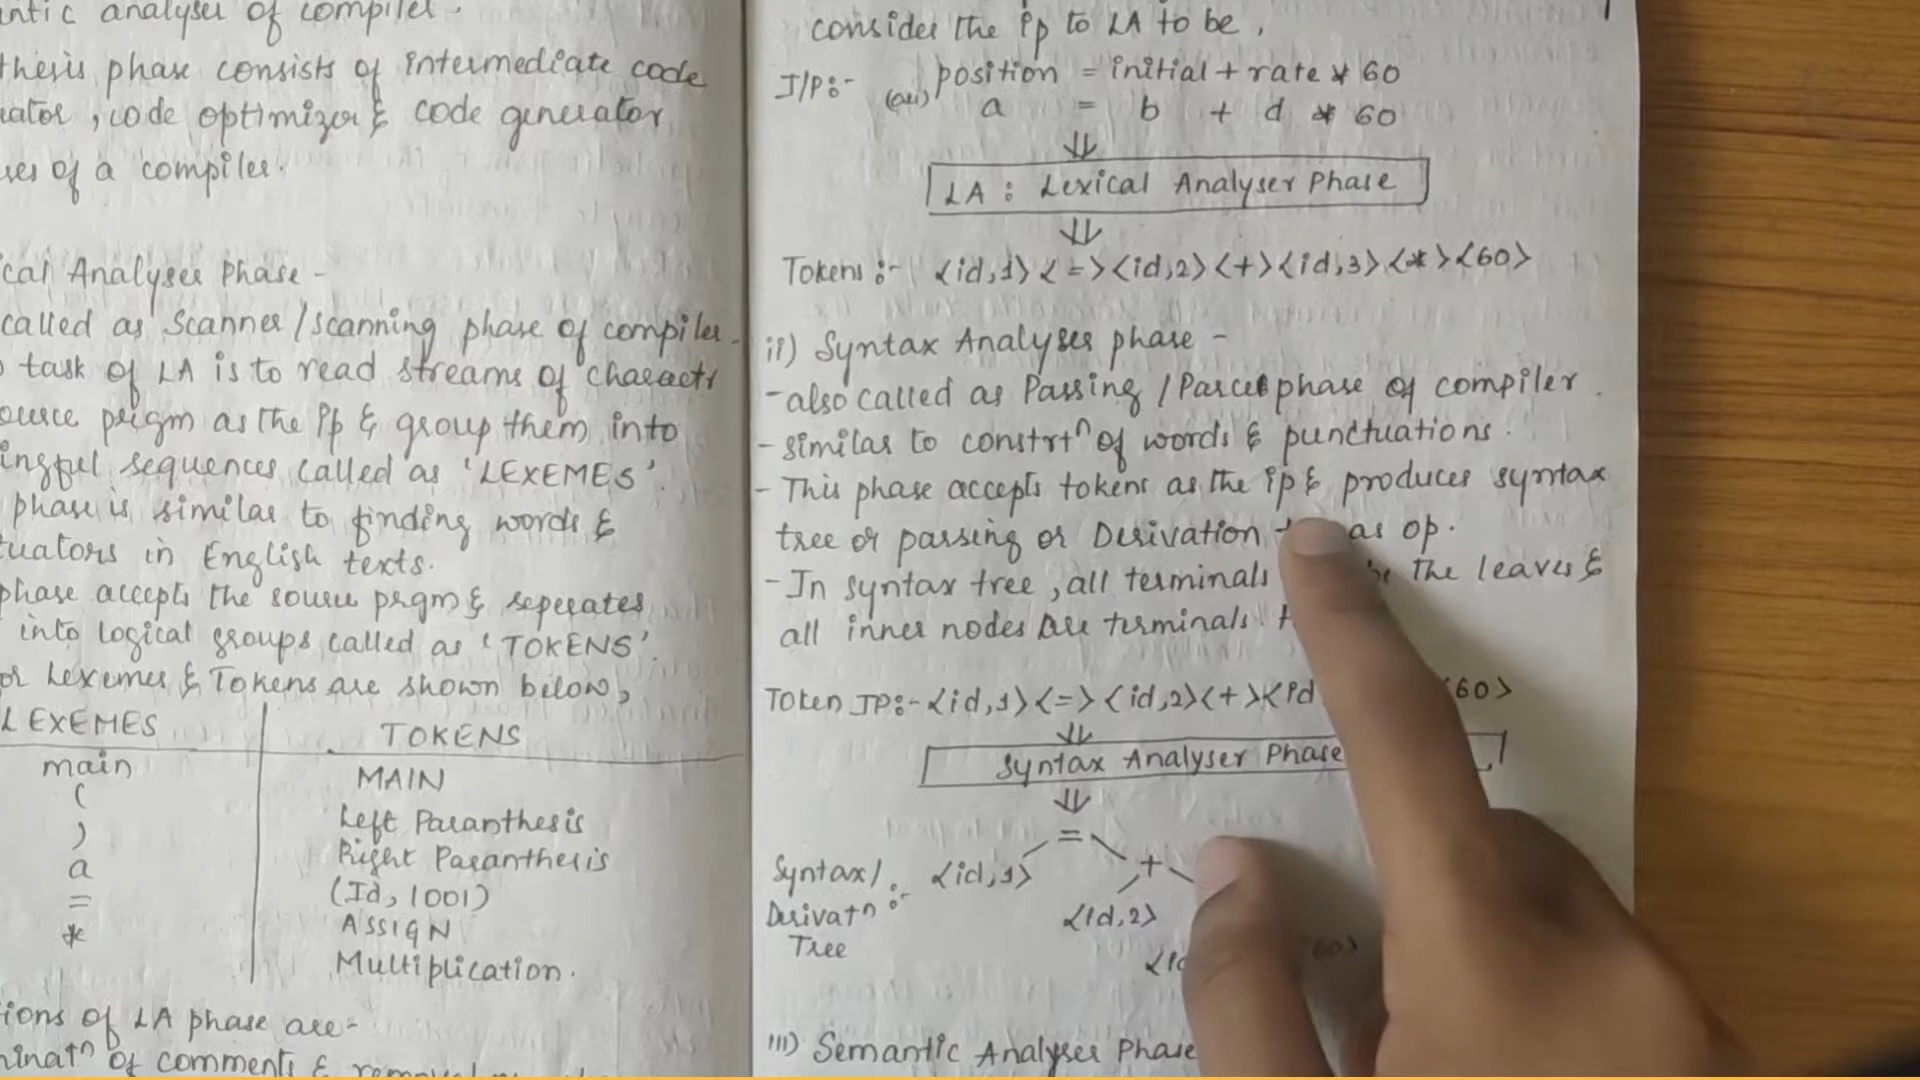 ntic analyser of compiler.
thesis phase consists of intermediate code
rator, code optimizer & code generator
ses of a compiler.
cal Analyser Phase -
called as Scanner / scanning phase of compiler.
task of LA is to read streams of charactr
ource prigm as the ip & group them into
ingful sequences called as 'LEXEMES'.
phase is similar to finding words &
tuators in English texts.
phase accepts the source prgm & seperates
into logical groups called as 'TOKENS'.
or Lexemes & Tokens are shown below,
LEXEMES TOKENS
main MAIN
( Left Paranthesis
) Right Paranthesis
a (Id, 1001)
= ASSIGN
* Multiplication.
ions of LA phase are-
inatn of comments &
consider the ip to LA to be,
I/P:- position = initial + rate * 60
(or) a = b + d * 60
LA : Lexical Analyser Phase
Tokens :- <id,1> <=> <id,2> <+> <id,3> <*> <60>
ii) Syntax Analyser phase -
- also called as Passing / Parcer phase of compiler.
- similar to constrtn of words & punctuations.
- This phase accepts tokens as the ip & produces syntax
tree or passing or Derivation as op.
- In syntax tree, all terminals the leaves &
all inner nodes are terminals
Token IP:- <id,1> <=> <id,2> <+> <id 60>
Syntax Analyser Phase
=
Syntax/ <id,1> +
Derivatn :- <id,2>
Tree <id 60>
iii) Semantic Analyser Phase